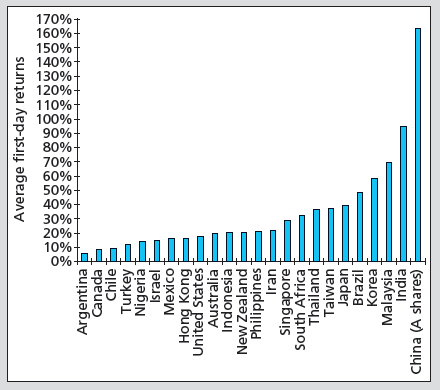 Average first-day returns
170%
160%
150%
140%
130%
120%
110%
100%
90%
80%
70%
60%
50%
40%
30%
20%
10%
0%
Argentina
Canada
Chile
Turkey
Nigeria
Israel
Mexico
Hong Kong
United States
Australia
Indonesia
New Zealand
Philippines
Iran
Singapore
South Africa
Thailand
Taiwan
Japan
Brazil
Korea
Malaysia
India
China (A shares)